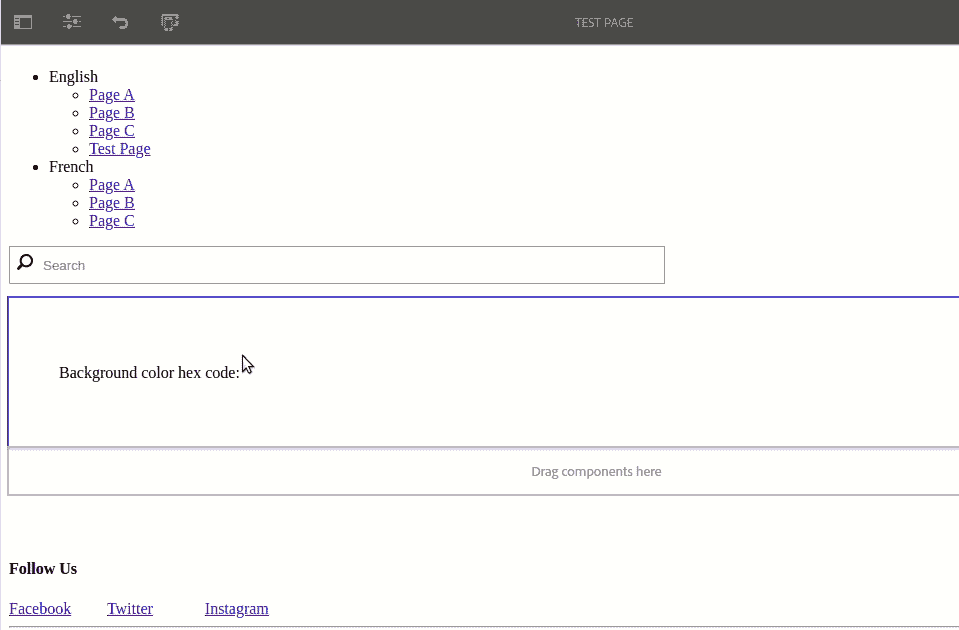 TEST PAGE
English
Page A
Page B
Page C
Test Page
French
Page A
Page B
Page C
Search
Background color hex code:
Drag components here
Follow Us
Facebook Twitter Instagram